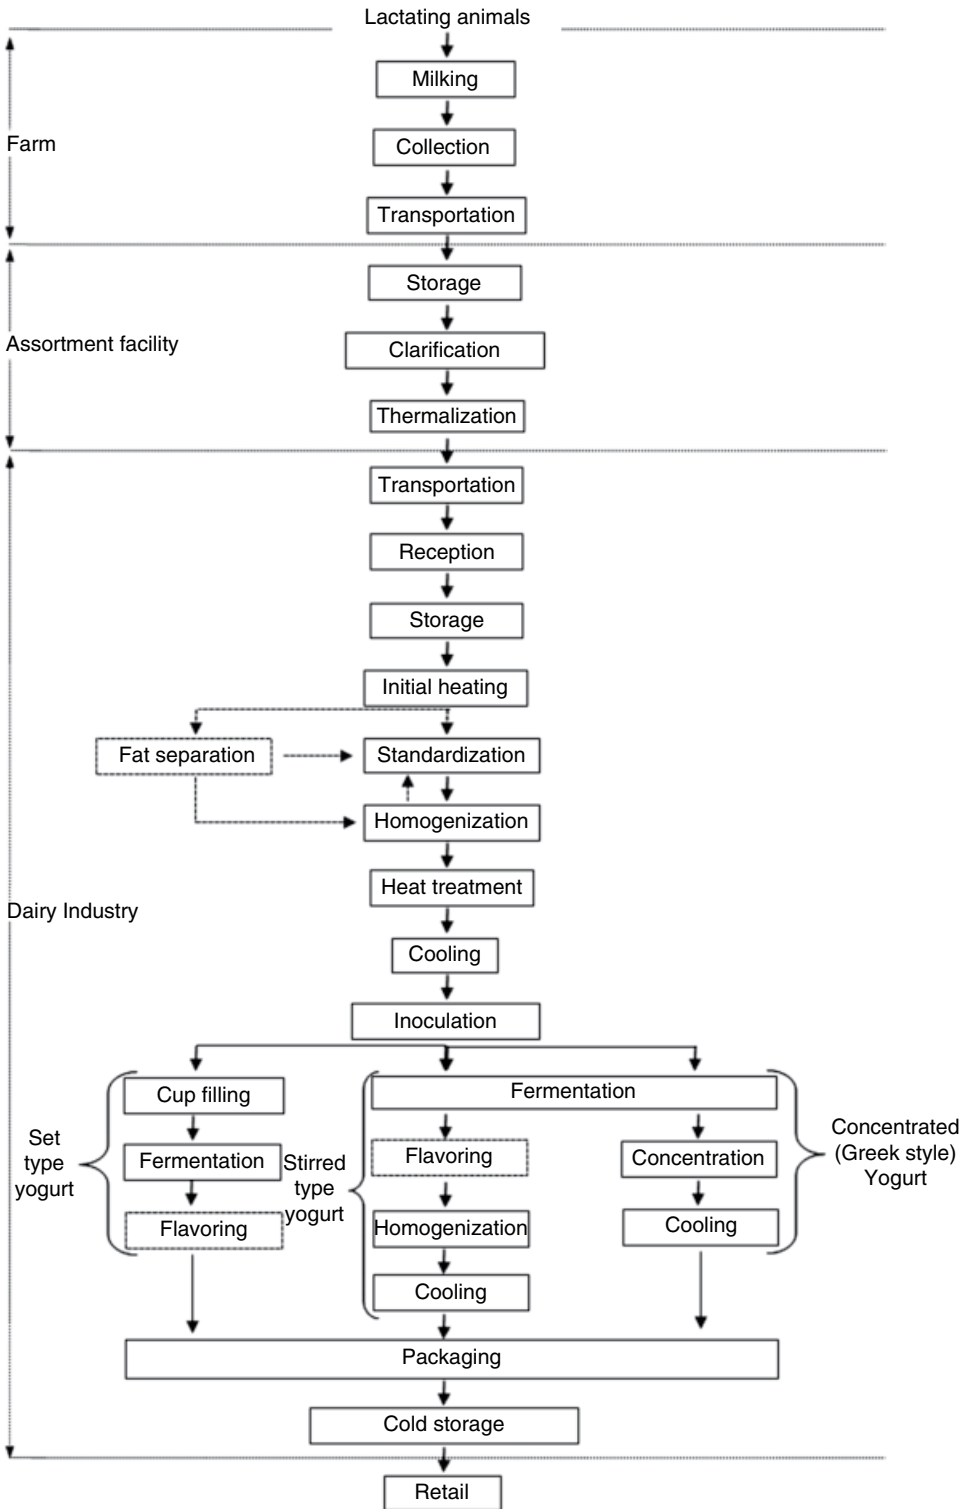 Lactating animals
Milking
Collection
Farm
Transportation
Storage
Assortment facility
Clarification
Thermalization
Transportation
Reception
Storage
Initial heating
Fat separation
Standardization
Homogenization
Heat treatment
Dairy Industry
Cooling
Inoculation
Cup filling
Fermentation
Set
type
yogurt
Fermentation
Flavoring
Stirred
type
yogurt
Flavoring
Homogenization
Cooling
Concentration
Cooling
Concentrated
(Greek style)
Yogurt
Packaging
Cold storage
Retail